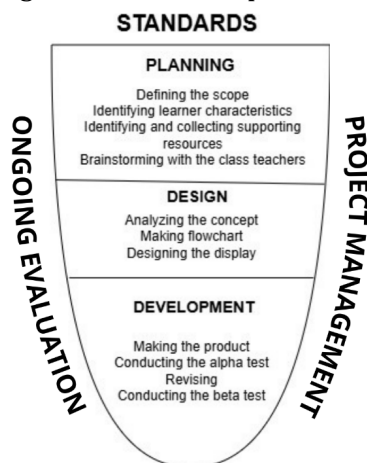 STANDARDS
PLANNING
Defining the scope
Identifying learner characteristics
Identifying and collecting supporting
resources
Brainstorming with the class teachers
DESIGN
Analyzing the concept
Making flowchart
Designing the display
DEVELOPMENT
Making the product
Conducting the alpha test
Revising
Conducting the beta test
ONGOING EVALUATION
PROJECT MANAGEMENT